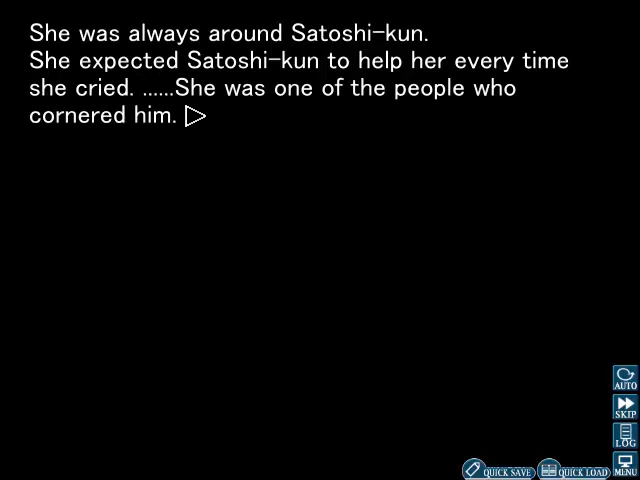 She was always around Satoshi-kun.
She expected Satoshi-kun to help her every time
she cried. ......She was one of the people who
cornered him.
AUTO
SKIP
LOG
MENU
QUICK SAVE
QUICK LOAD